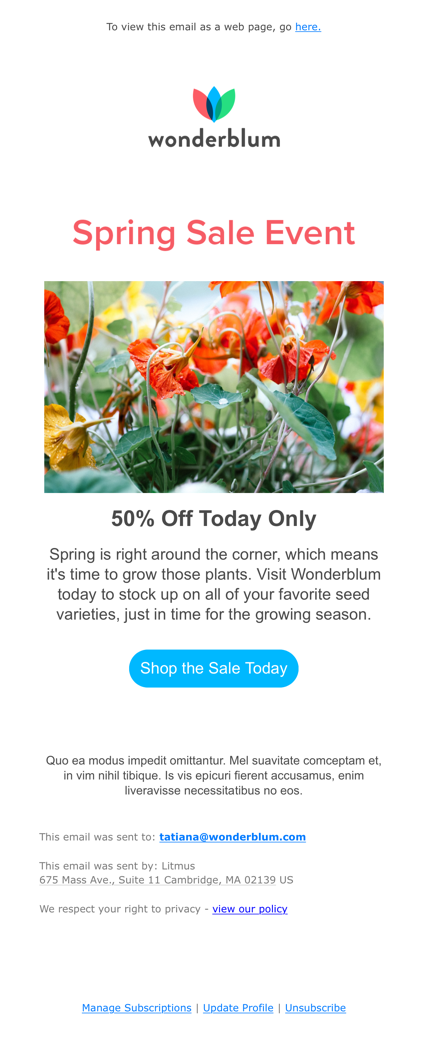 To view this email as a web page, go here.
wonderblum
Spring Sale Event
50% Off Today Only
Spring is right around the corner, which means
it's time to grow those plants. Visit Wonderblum
today to stock up on all of your favorite seed
varieties, just in time for the growing season.
Shop the Sale Today
Quo ea modus impedit omittantur. Mel suavitate comceptam et,
in vim nihil tibique. Is vis epicuri fierent accusamus, enim
liveravisse necessitatibus no eos.
This email was sent to: tatiana@wonderblum.com
This email was sent by: Litmus
675 Mass Ave., Suite 11 Cambridge, MA 02139 US
We respect your right to privacy - view our policy
Manage Subscriptions | Update Profile | Unsubscribe